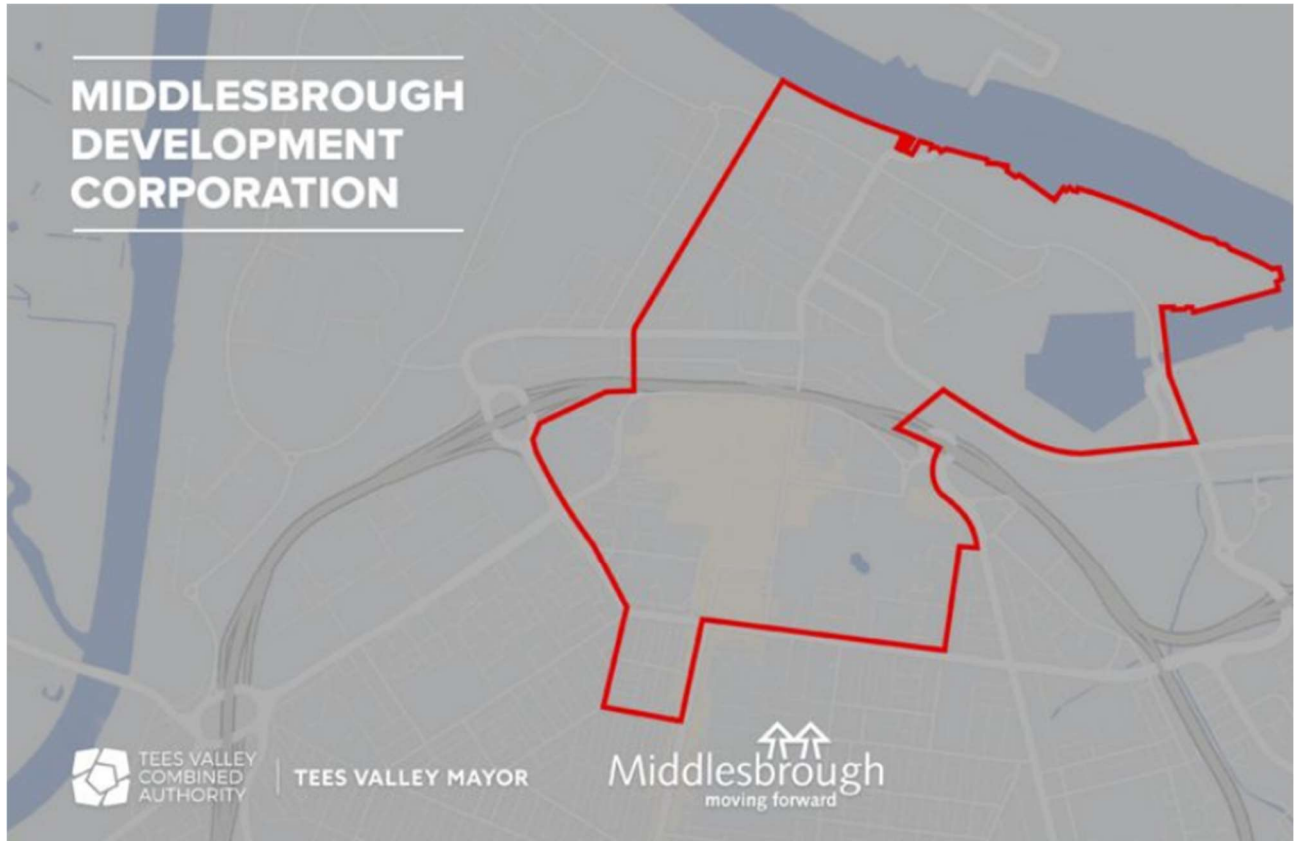 MIDDLESBROUGH
DEVELOPMENT
CORPORATION
TEES VALLEY
COMBINED
AUTHORITY
TEES VALLEY MAYOR
Middlesbrough
moving forward